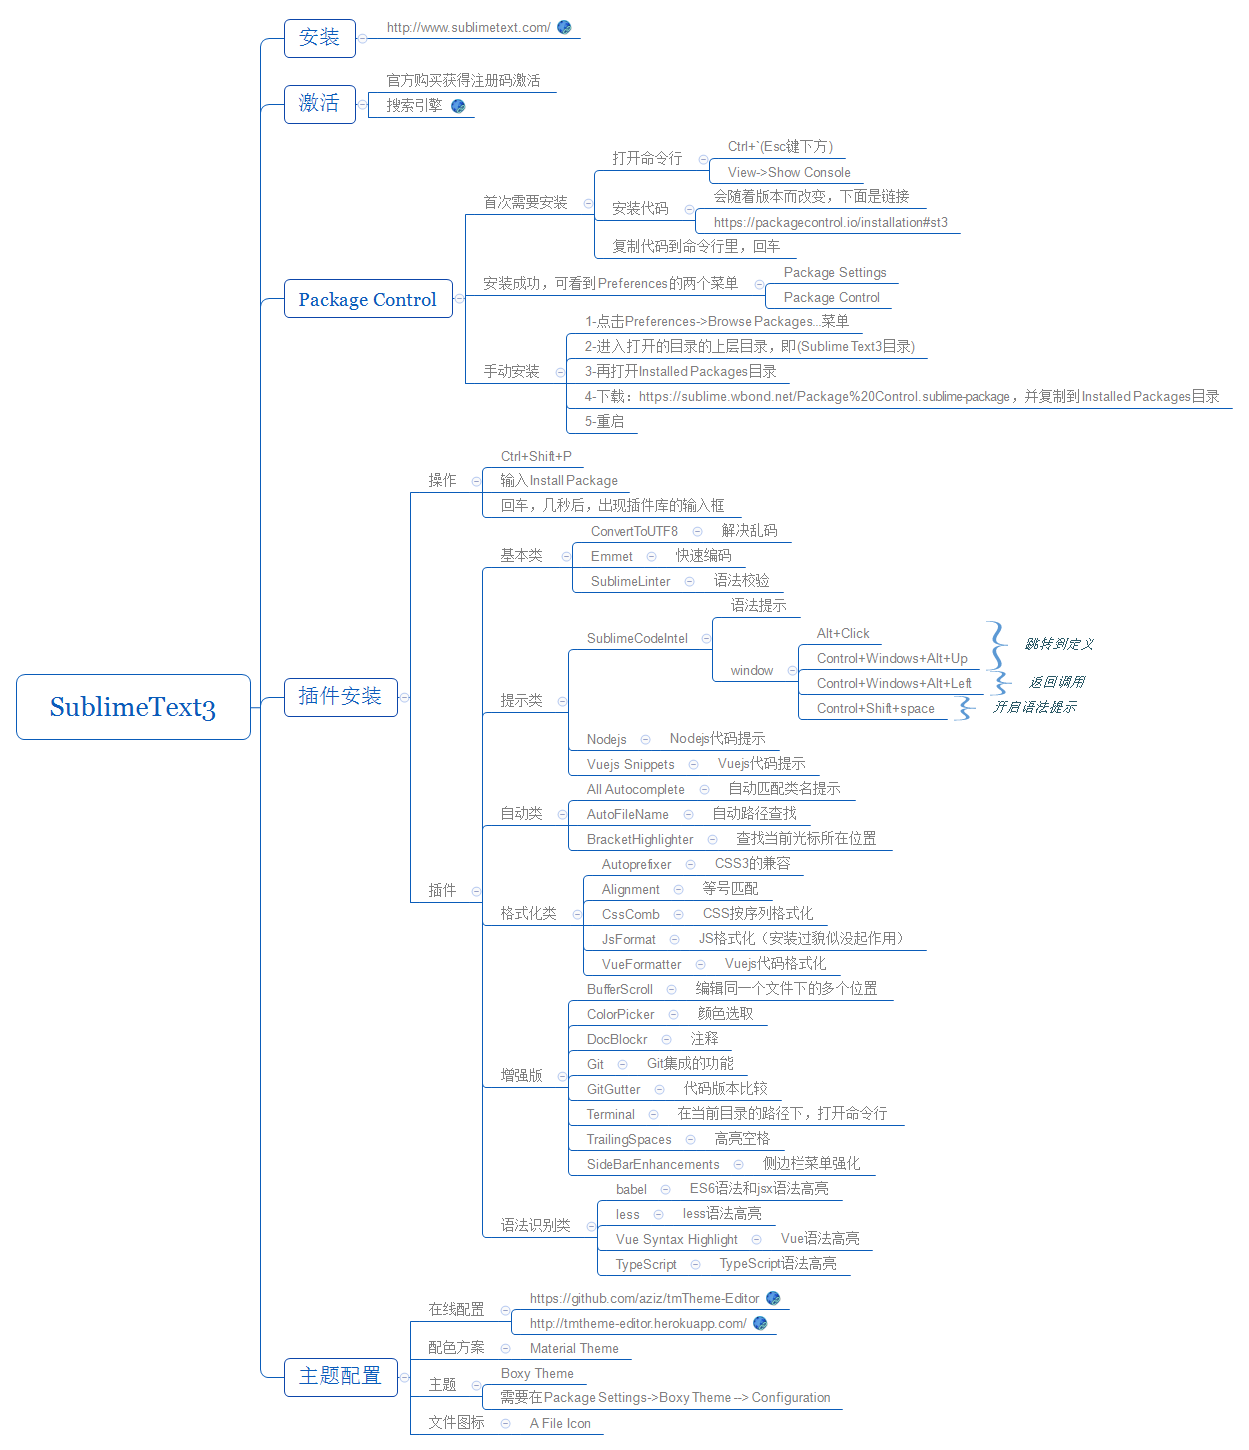 SublimeText3
安装
http://www.sublimetext.com/
激活
官方购买获得注册码激活
搜索引擎
Package Control
首次需要安装
打开命令行
Ctrl+`(Esc键下方)
View->Show Console
安装代码
会随着版本而改变，下面是链接
https://packagecontrol.io/installation#st3
复制代码到命令行里，回车
安装成功，可看到Preferences的两个菜单
Package Settings
Package Control
手动安装
1-点击Preferences->Browse Packages...菜单
2-进入打开的目录的上层目录，即(Sublime Text3目录)
3-再打开Installed Packages目录
4-下载：https://sublime.wbond.net/Package%20Control.sublime-package，并复制到Installed Packages目录
5-重启
插件安装
操作
Ctrl+Shift+P
输入Install Package
回车，几秒后，出现插件库的输入框
插件
基本类
ConvertToUTF8
解决乱码
Emmet
快速编码
SublimeLinter
语法校验
提示类
SublimeCodeIntel
语法提示
window
Alt+Click
Control+Windows+Alt+Up
跳转到定义
Control+Windows+Alt+Left
返回调用
Control+Shift+space
开启语法提示
Nodejs
Nodejs代码提示
Vuejs Snippets
Vuejs代码提示
自动类
All Autocomplete
自动匹配类名提示
AutoFileName
自动路径查找
BracketHighlighter
查找当前光标所在位置
格式化类
Autoprefixer
CSS3的兼容
Alignment
等号匹配
CssComb
CSS按序列格式化
JsFormat
JS格式化（安装过貌似没起作用）
VueFormatter
Vuejs代码格式化
增强版
BufferScroll
编辑同一个文件下的多个位置
ColorPicker
颜色选取
DocBlockr
注释
Git
Git集成的功能
GitGutter
代码版本比较
Terminal
在当前目录的路径下，打开命令行
TrailingSpaces
高亮空格
SideBarEnhancements
侧边栏菜单强化
语法识别类
babel
ES6语法和jsx语法高亮
less
less语法高亮
Vue Syntax Highlight
Vue语法高亮
TypeScript
TypeScript语法高亮
主题配置
在线配置
https://github.com/aziz/tmTheme-Editor
http://tmtheme-editor.herokuapp.com/
配色方案
Material Theme
主题
Boxy Theme
需要在Package Settings->Boxy Theme --> Configuration
文件图标
A File Icon